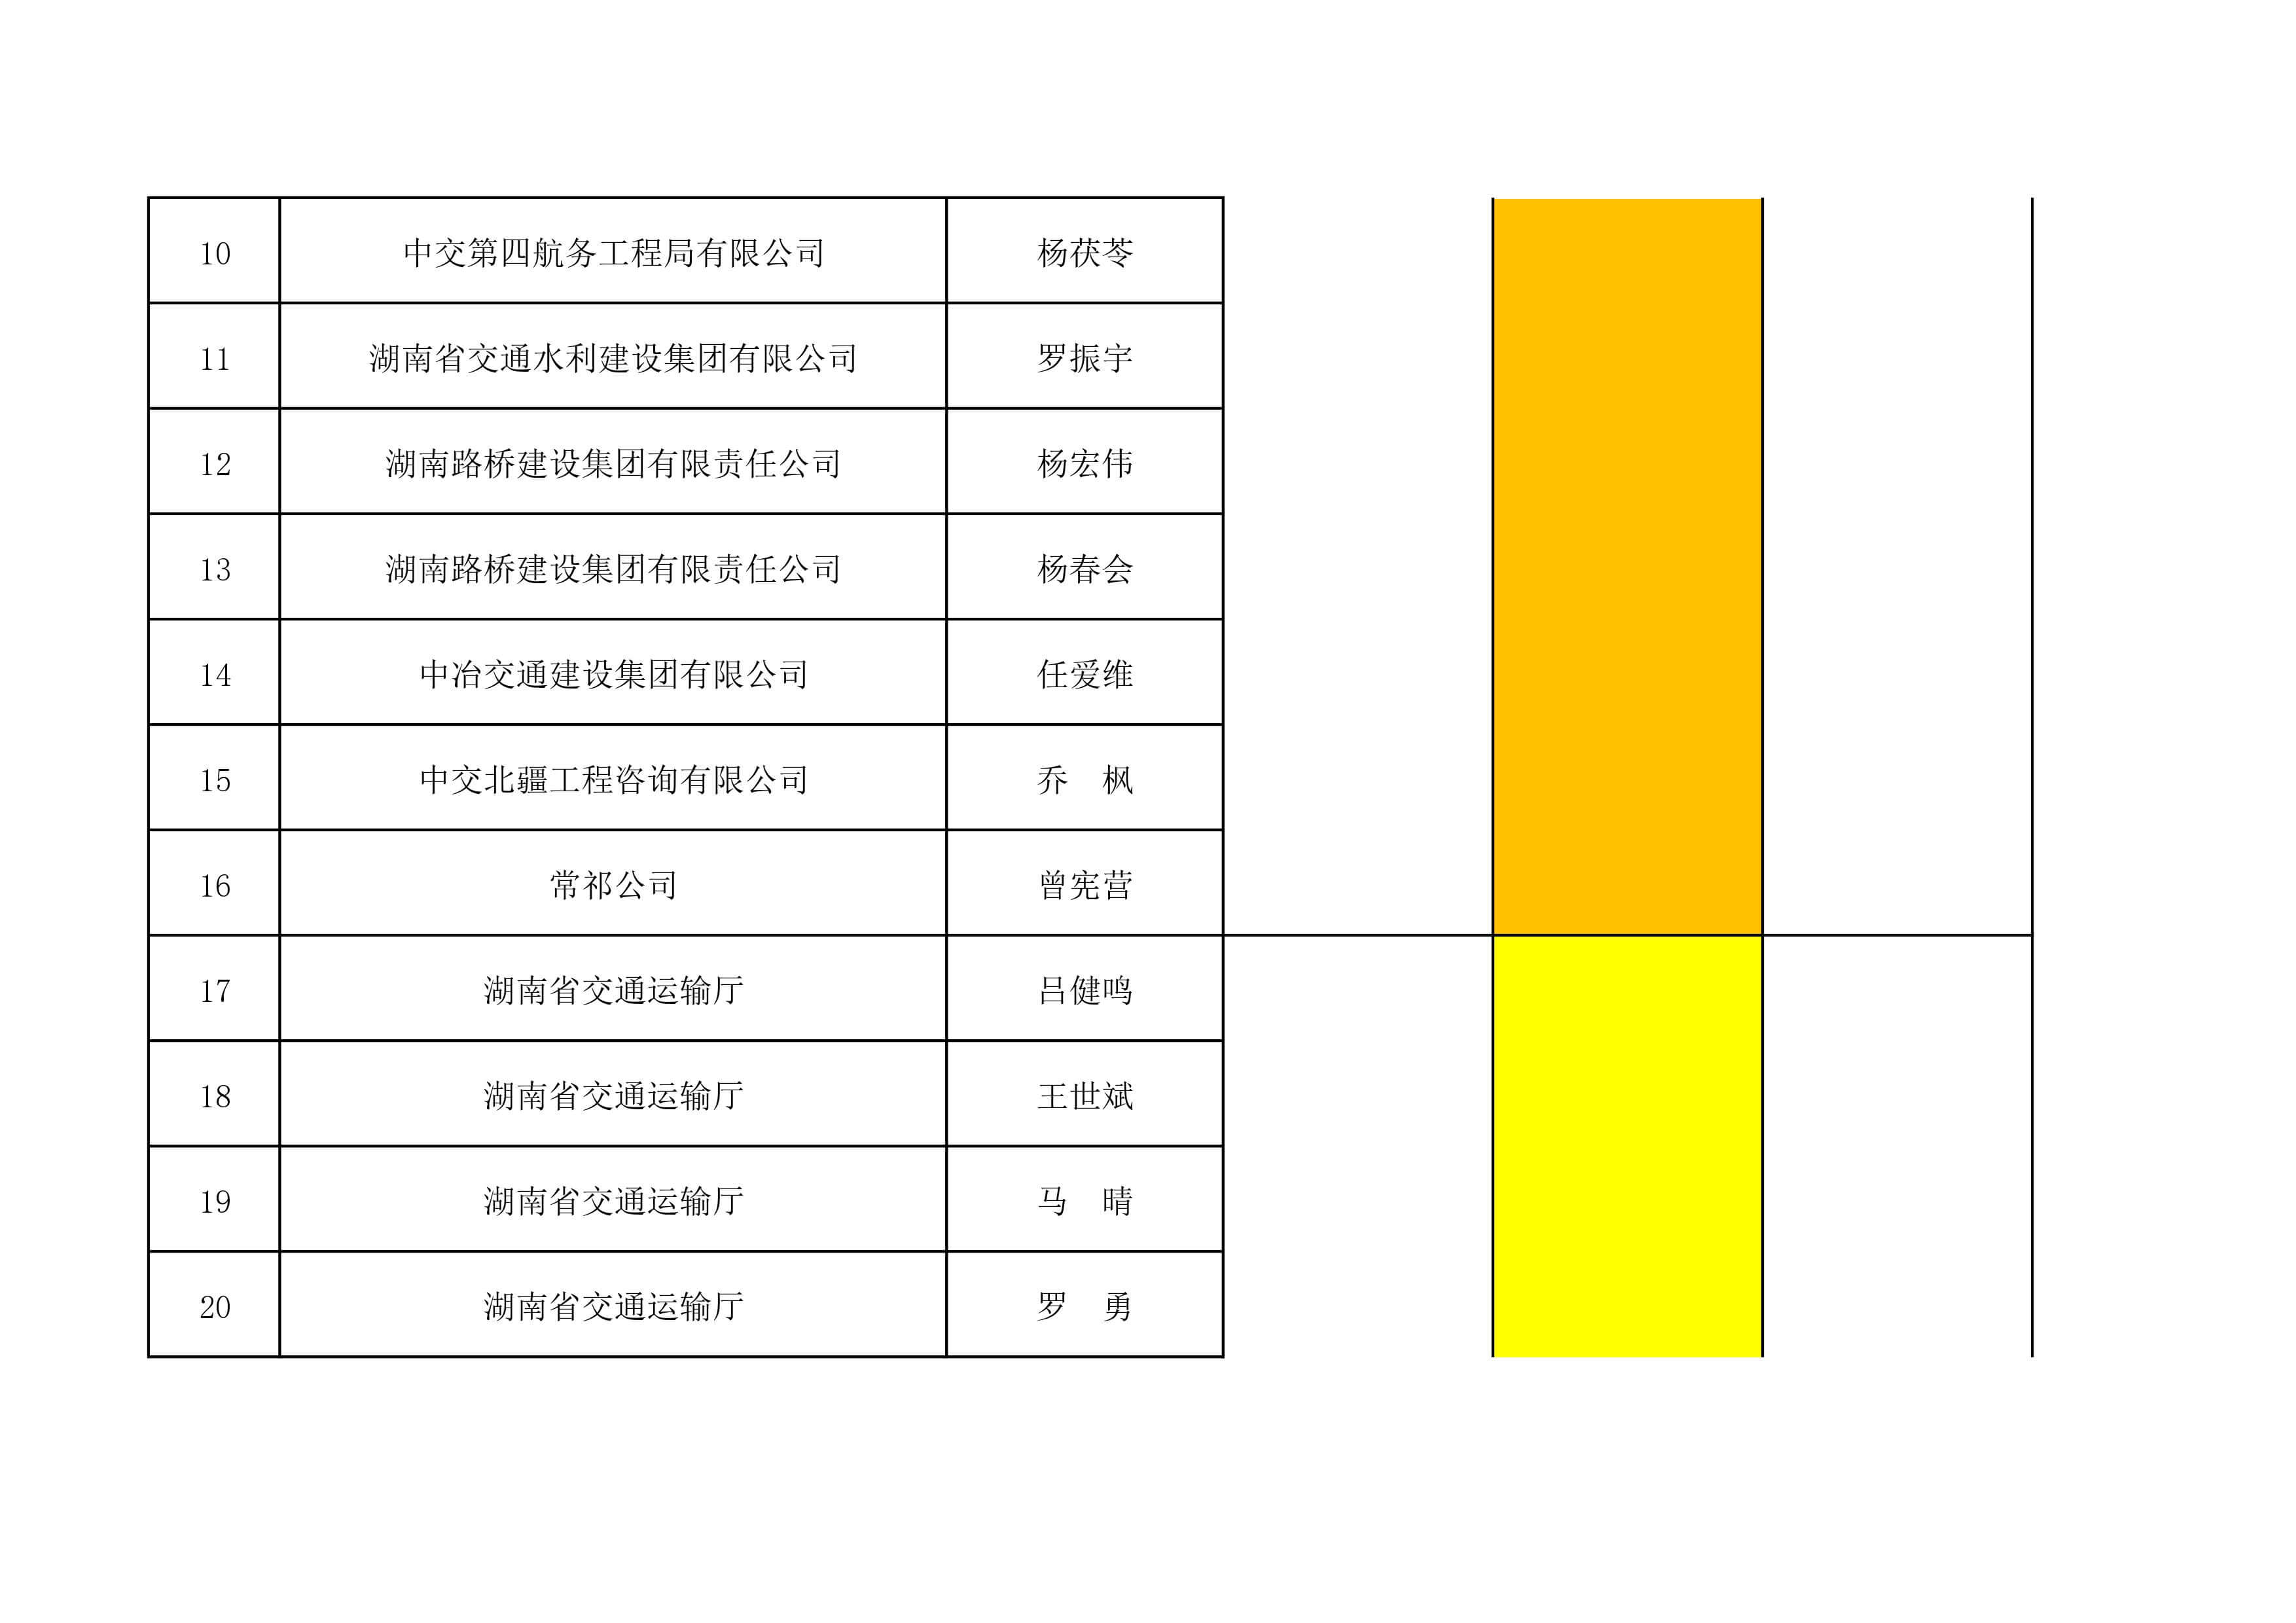 10 中交第四航务工程局有限公司 杨茯苓
11 湖南省交通水利建设集团有限公司 罗振宇
12 湖南路桥建设集团有限责任公司 杨宏伟
13 湖南路桥建设集团有限责任公司 杨春会
14 中冶交通建设集团有限公司 任爱维
15 中交北疆工程咨询有限公司 乔　枫
16 常祁公司 曾宪营
17 湖南省交通运输厅 吕健鸣
18 湖南省交通运输厅 王世斌
19 湖南省交通运输厅 马　晴
20 湖南省交通运输厅 罗　勇